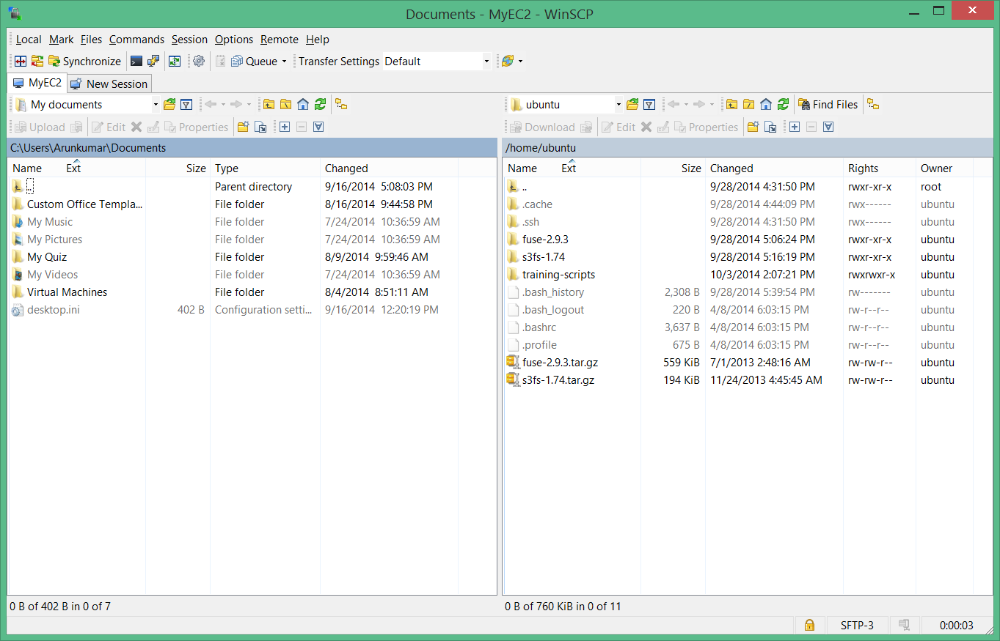 Documents - MyEC2 - WinSCP
Local Mark Files Commands Session Options Remote Help
Synchronize Queue Transfer Settings Default
MyEC2 New Session
My documents
Upload Edit Properties
C:\Users\Arunkumar\Documents
Name Ext Size Type Changed
.. Parent directory 9/16/2014 5:08:03 PM
Custom Office Templa... File folder 8/16/2014 9:44:58 PM
My Music File folder 7/24/2014 10:36:59 AM
My Pictures File folder 7/24/2014 10:36:59 AM
My Quiz File folder 8/9/2014 9:59:46 AM
My Videos File folder 7/24/2014 10:36:59 AM
Virtual Machines File folder 8/4/2014 8:51:11 AM
desktop.ini 402 B Configuration setti... 9/16/2014 12:20:19 PM
0 B of 402 B in 0 of 7
ubuntu Find Files
Download Edit Properties
/home/ubuntu
Name Ext Size Changed Rights Owner
.. 9/28/2014 4:31:50 PM rwxr-xr-x root
.cache 9/28/2014 4:44:09 PM rwx------ ubuntu
.ssh 9/28/2014 4:31:50 PM rwx------ ubuntu
fuse-2.9.3 9/28/2014 5:06:24 PM rwxr-xr-x ubuntu
s3fs-1.74 9/28/2014 5:16:19 PM rwxr-xr-x ubuntu
training-scripts 10/3/2014 2:07:21 PM rwxrwxr-x ubuntu
.bash_history 2,308 B 9/28/2014 5:39:54 PM rw------- ubuntu
.bash_logout 220 B 4/8/2014 6:03:15 PM rw-r--r-- ubuntu
.bashrc 3,637 B 4/8/2014 6:03:15 PM rw-r--r-- ubuntu
.profile 675 B 4/8/2014 6:03:15 PM rw-r--r-- ubuntu
fuse-2.9.3.tar.gz 559 KiB 7/1/2013 2:48:16 AM rw-rw-r-- ubuntu
s3fs-1.74.tar.gz 194 KiB 11/24/2013 4:45:45 AM rw-rw-r-- ubuntu
0 B of 760 KiB in 0 of 11
SFTP-3 0:00:03